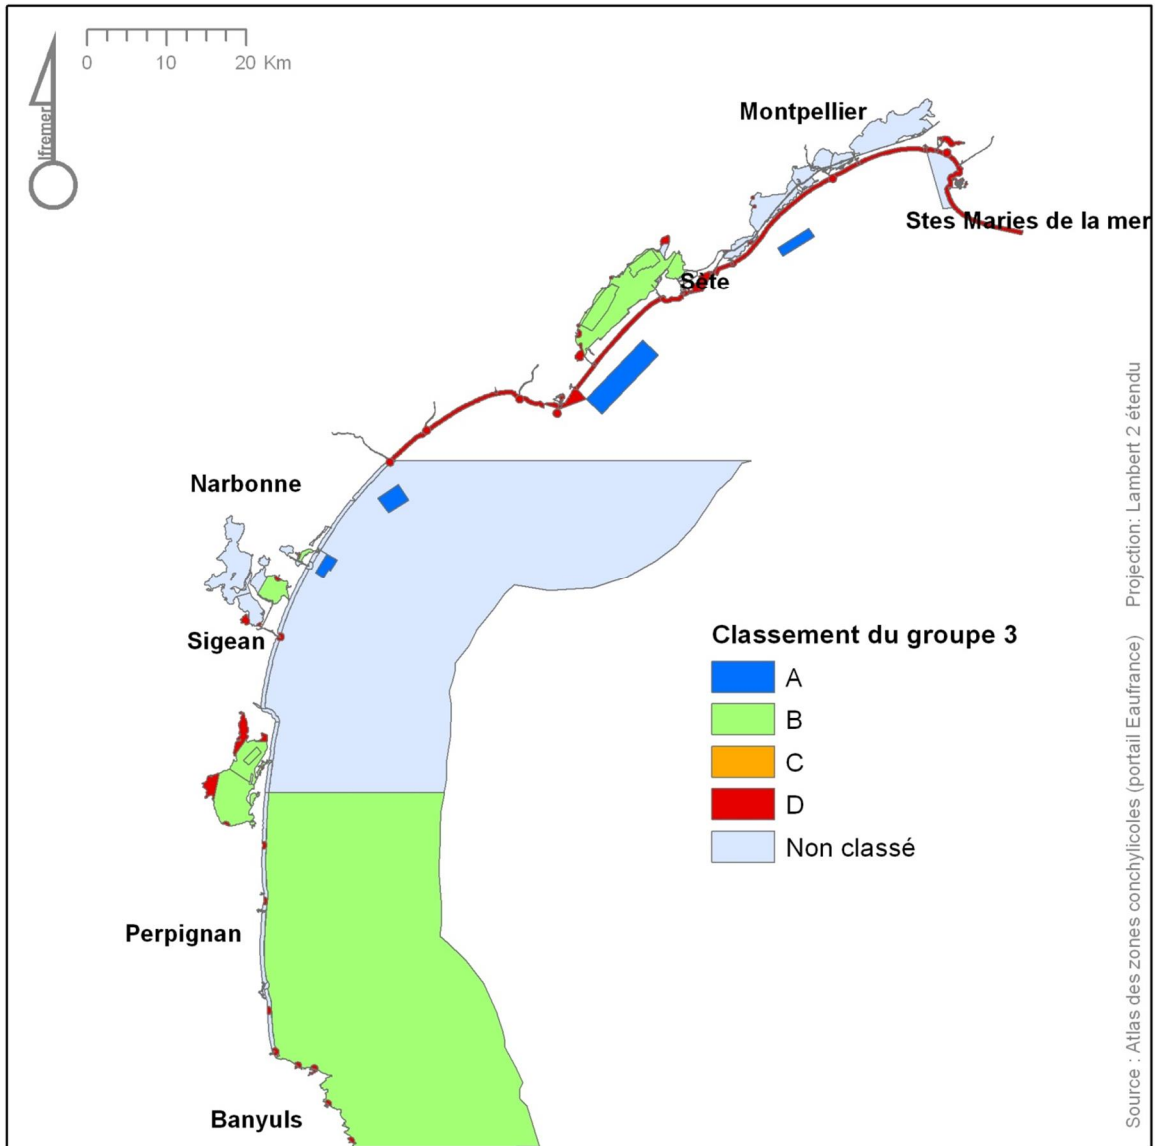 0 10 20 Km
Ifremer
Montpellier
Stes Maries de la mer
Sète
Narbonne
Sigean
Perpignan
Banyuls
Classement du groupe 3
A
B
C
D
Non classé
Source : Atlas des zones conchylicoles (portail Eaufrance) Projection: Lambert 2 étendu